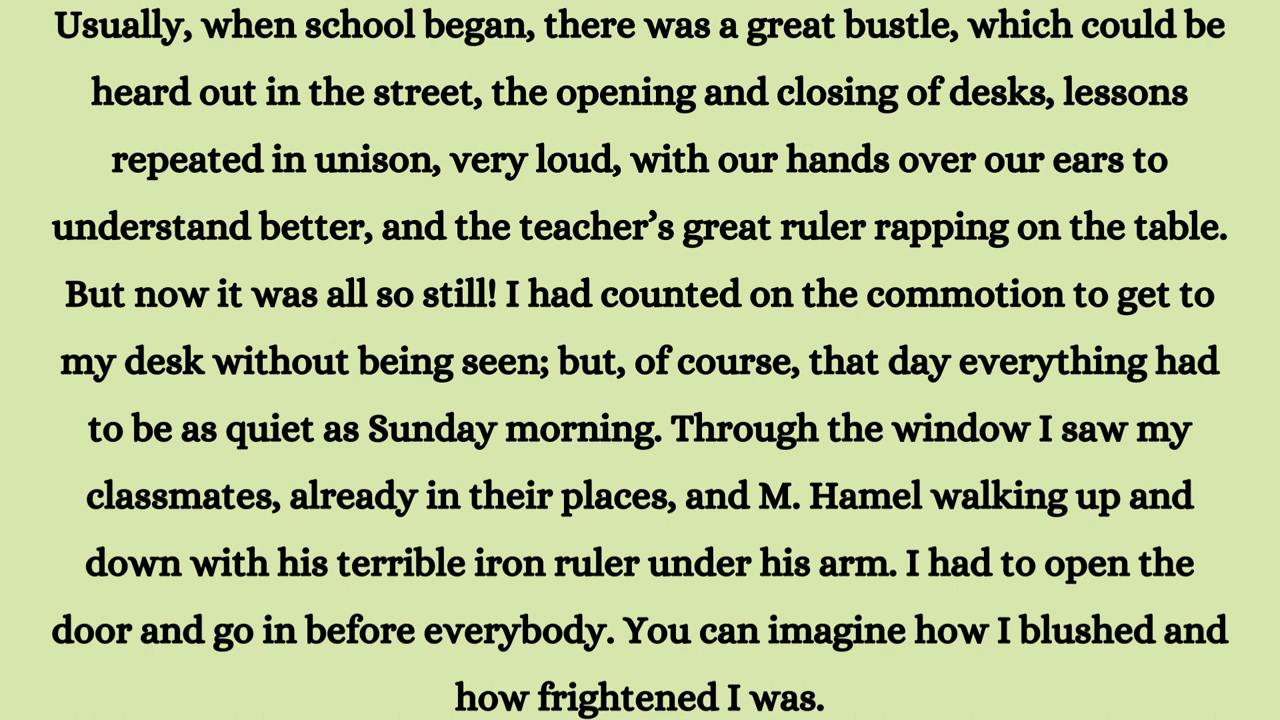 Usually, when school began, there was a great bustle, which could be
heard out in the street, the opening and closing of desks, lessons
repeated in unison, very loud, with our hands over our ears to
understand better, and the teacher’s great ruler rapping on the table.
But now it was all so still! I had counted on the commotion to get to
my desk without being seen; but, of course, that day everything had
to be as quiet as Sunday morning. Through the window I saw my
classmates, already in their places, and M. Hamel walking up and
down with his terrible iron ruler under his arm. I had to open the
door and go in before everybody. You can imagine how I blushed and
how frightened I was.